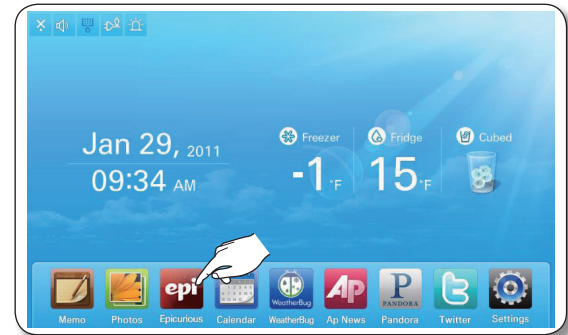 Jan 29, 2011
09:34 AM
Freezer
-1 °F
Fridge
15 °F
Cubed
epi
WeatherBug
AP
P
PANDORA
t
Memo
Photos
Epicurious
Calendar
WeatherBug
Ap News
Pandora
Twitter
Settings